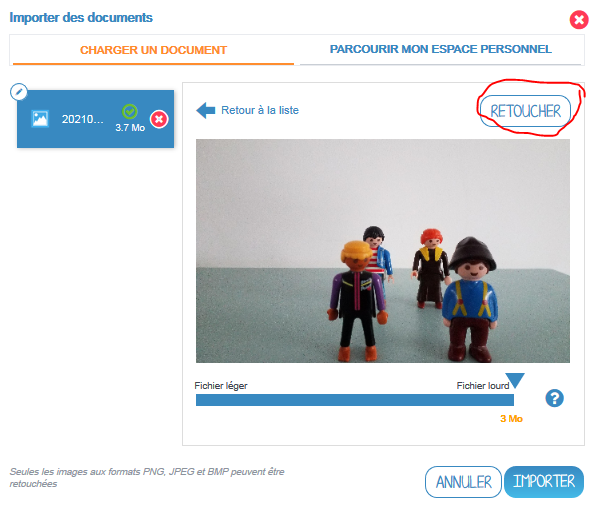 Importer des documents
CHARGER UN DOCUMENT
PARCOURIR MON ESPACE PERSONNEL
20210...
3.7 Mo
Retour à la liste
RETOUCHER
Fichier léger
Fichier lourd
?
3 Mo
Seules les images aux formats PNG, JPEG et BMP peuvent être
retouchées
ANNULER
IMPORTER